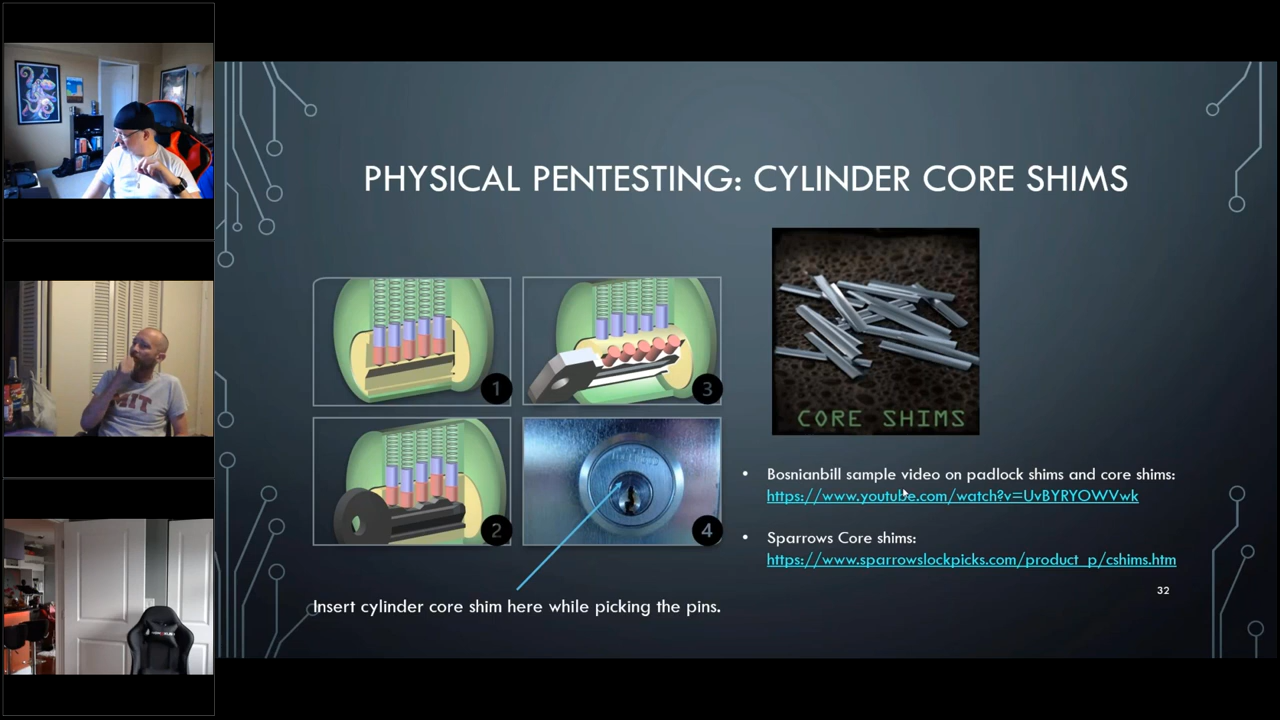 PHYSICAL PENTESTING: CYLINDER CORE SHIMS
1
3
2
4
CORE SHIMS
Insert cylinder core shim here while picking the pins.
• Bosnianbill sample video on padlock shims and core shims:
https://www.youtube.com/watch?v=UvBYRYOWVwk
• Sparrows Core shims:
https://www.sparrowslockpicks.com/product_p/cshims.htm
32
MIT